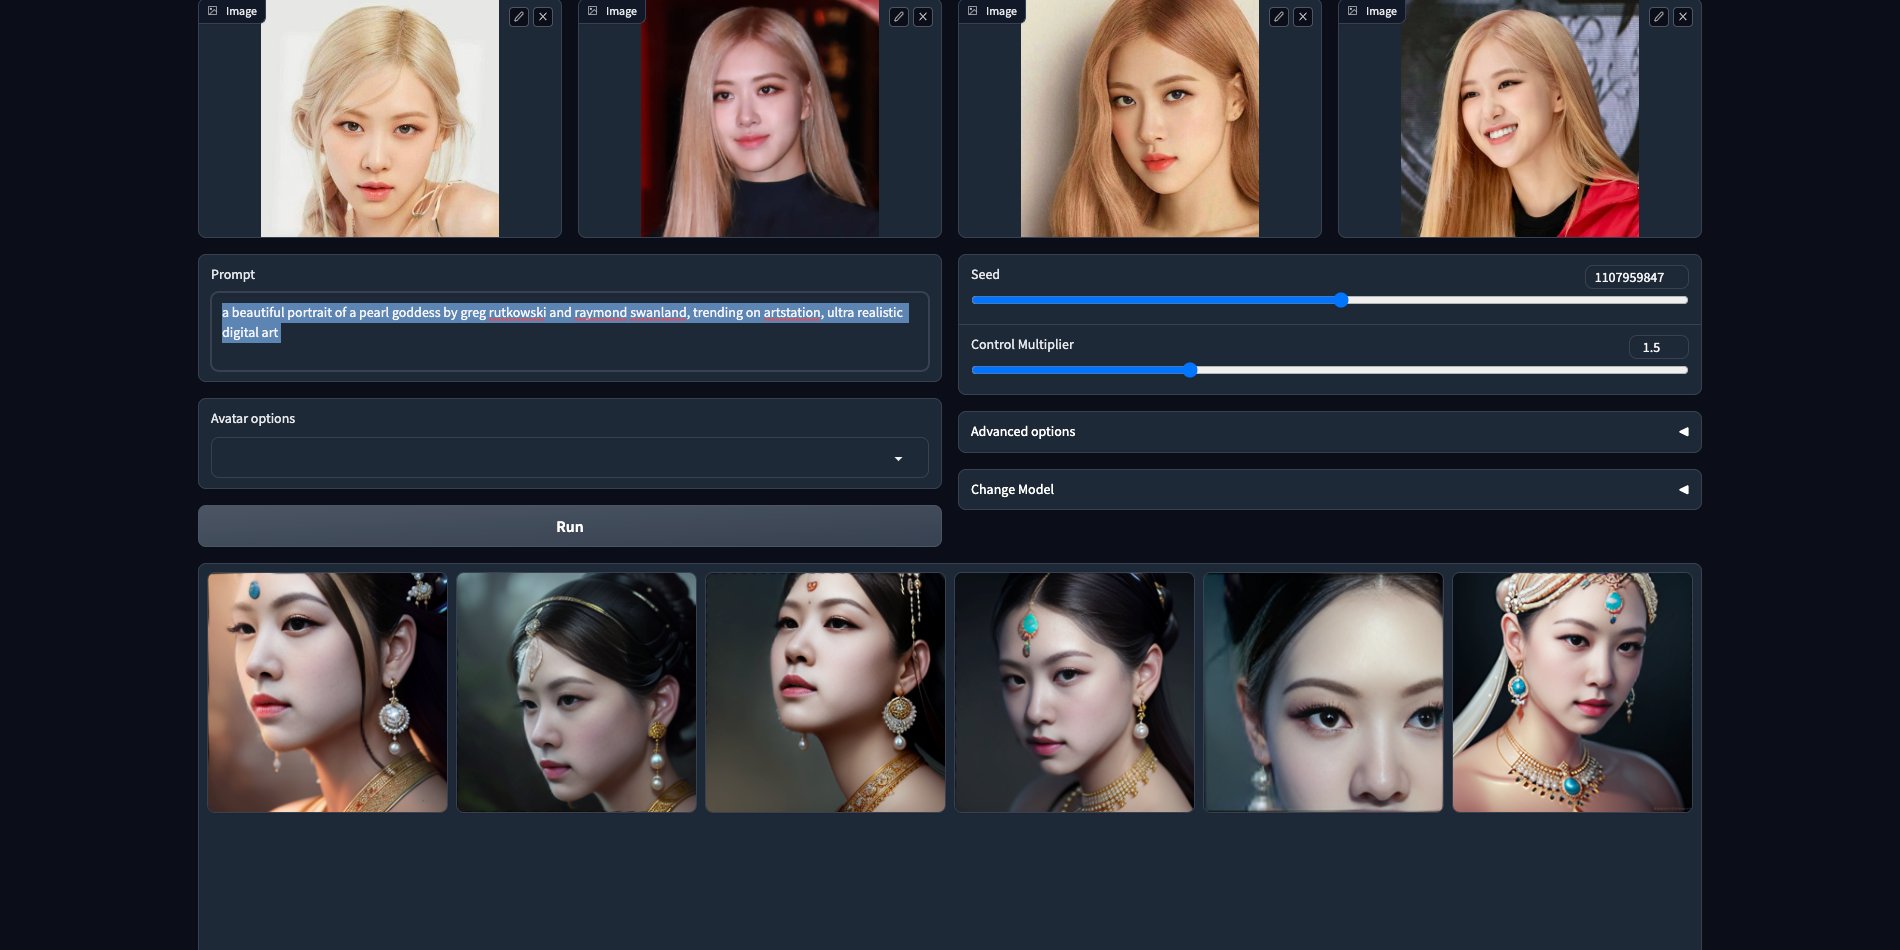 Image
Image
Image
Image
Prompt
a beautiful portrait of a pearl goddess by greg rutkowski and raymond swanland, trending on artstation, ultra realistic
digital art
Seed
1107959847
Control Multiplier
1.5
Avatar options
Advanced options
Change Model
Run